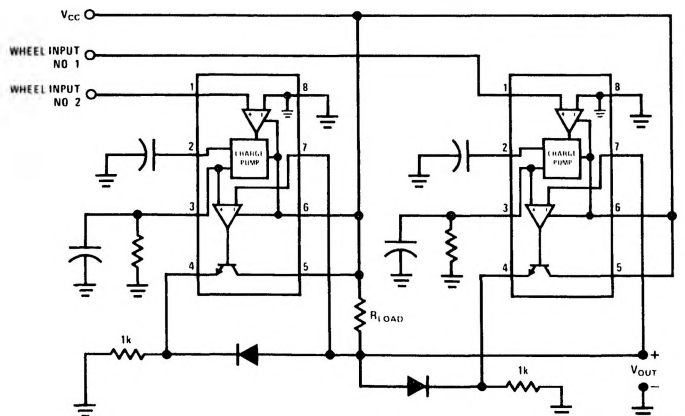 VCC
WHEEL INPUT
NO 1
WHEEL INPUT
NO 2
1
8
2
CHARGE
PUMP
7
3
6
4
5
1
8
2
CHARGE
PUMP
7
3
6
4
5
RLOAD
1k
1k
+
VOUT
−